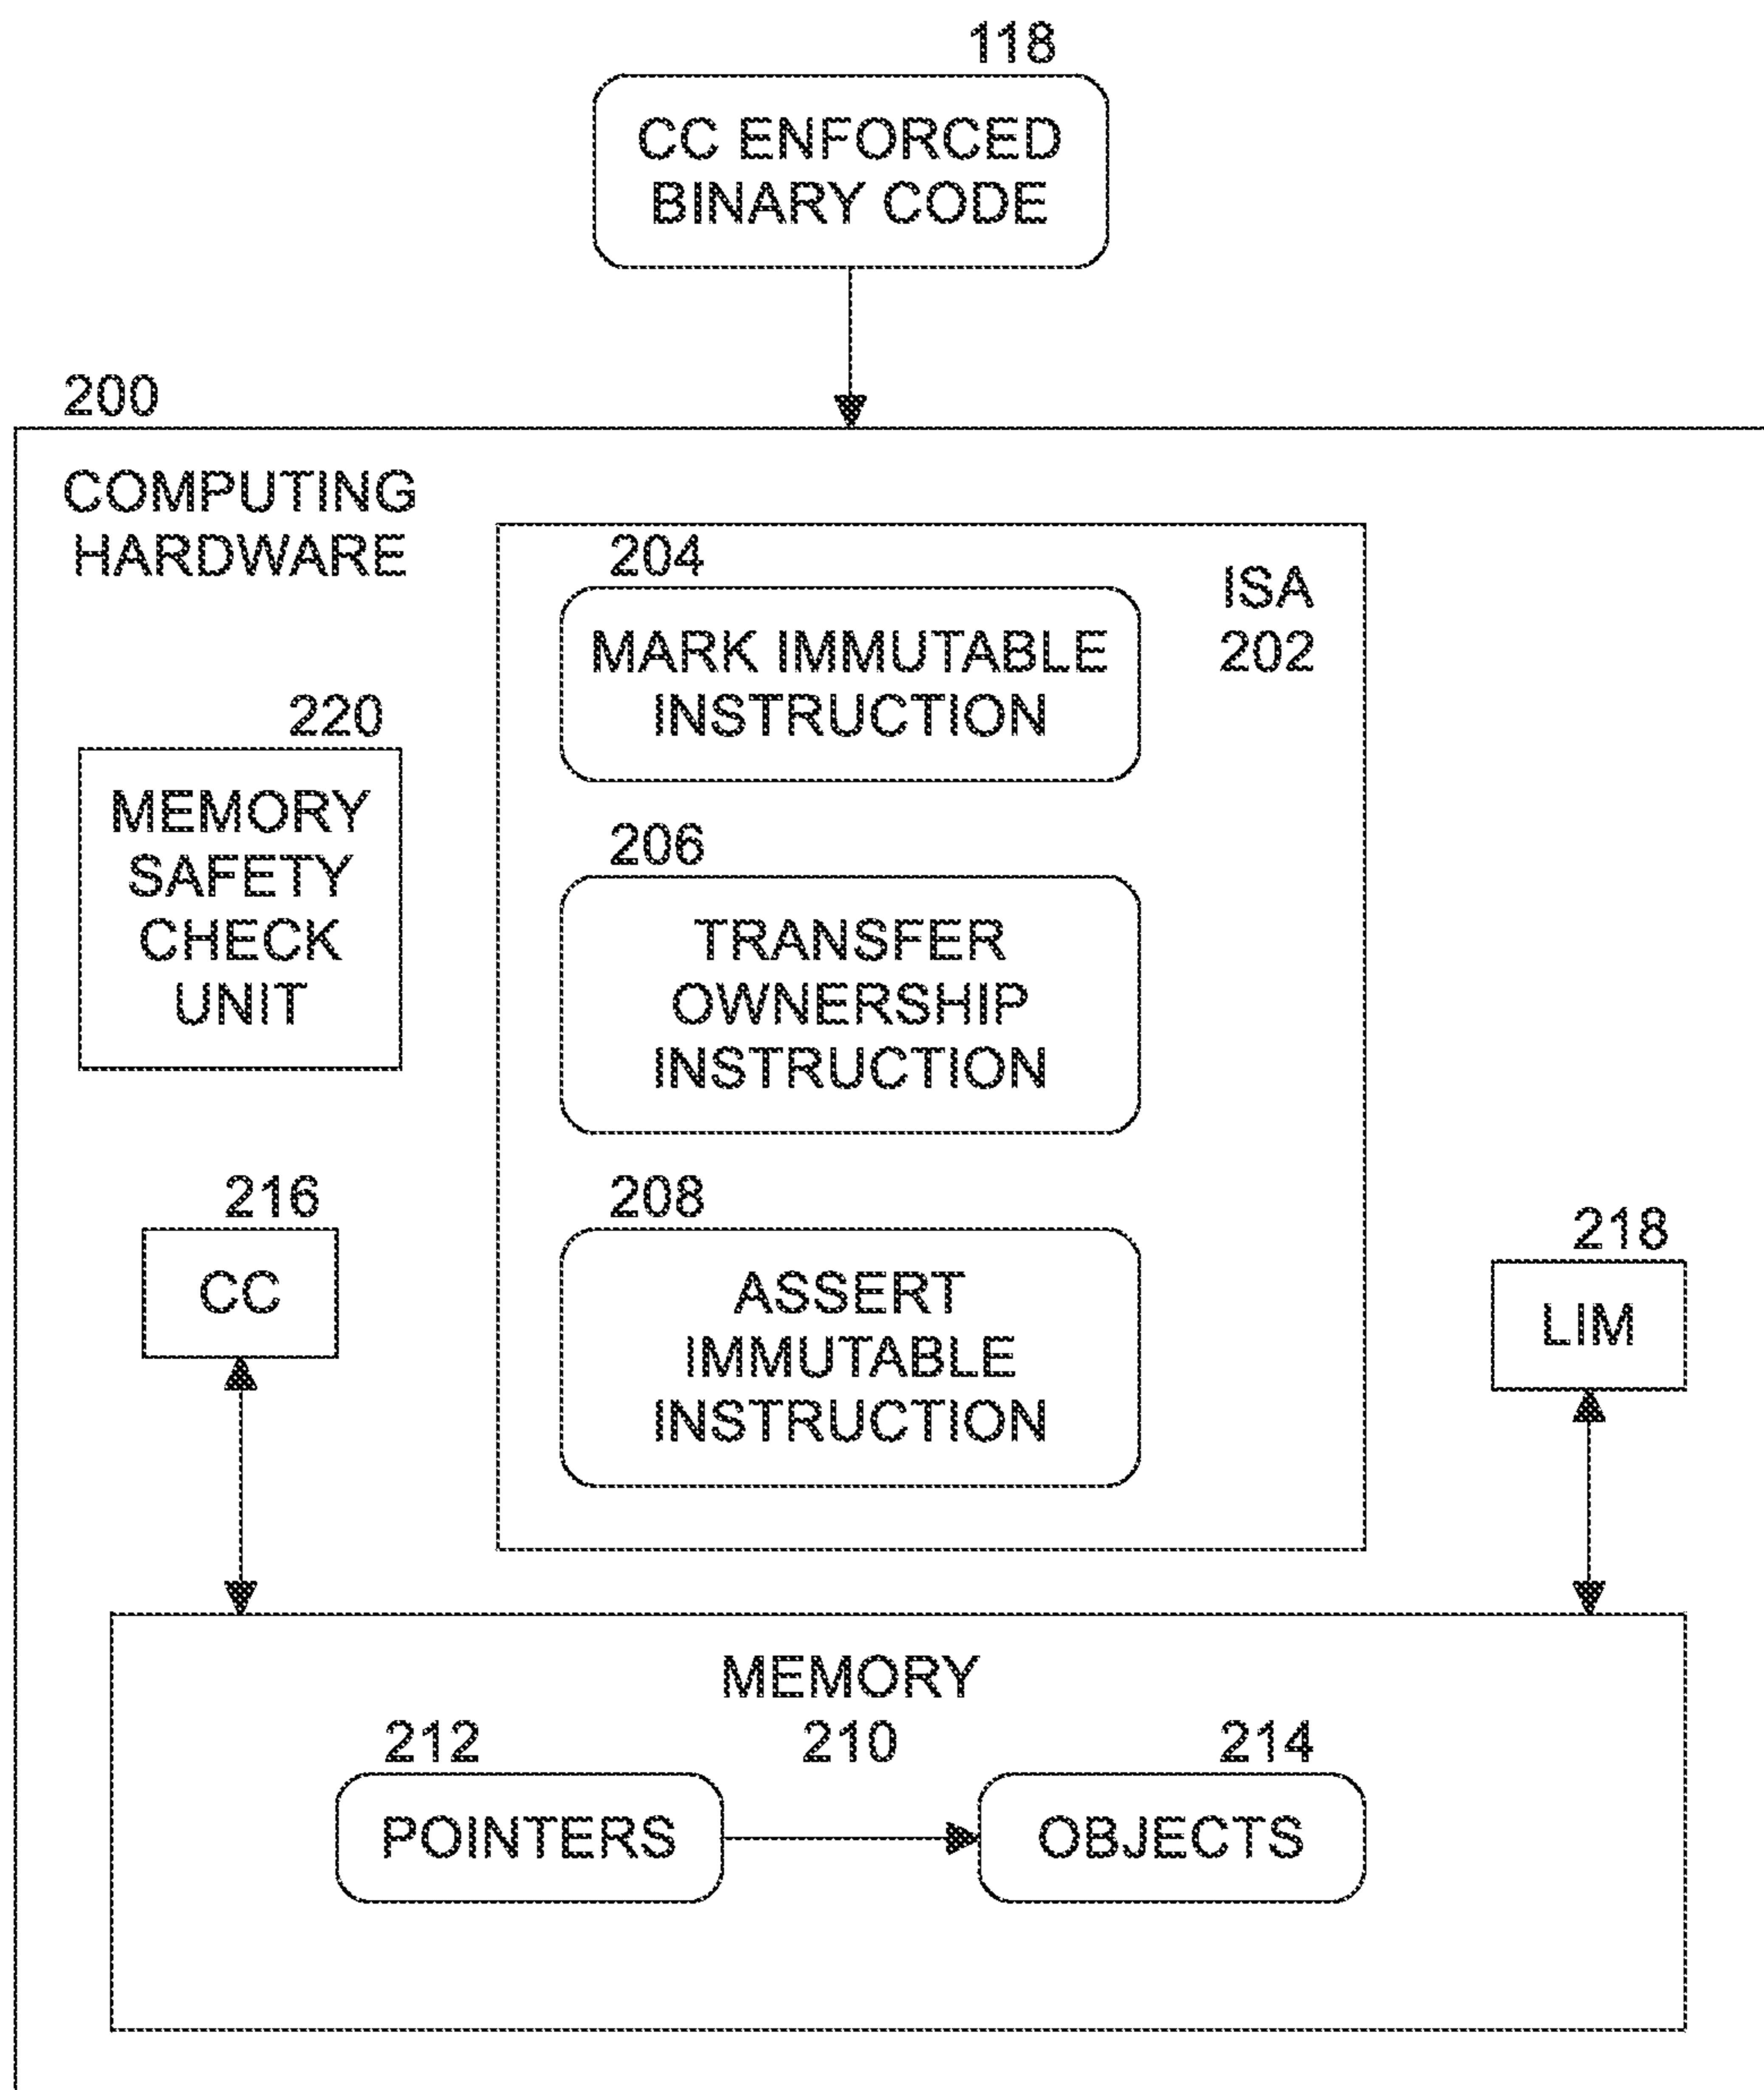 118
CC ENFORCED
BINARY CODE
200
COMPUTING
HARDWARE
204
MARK IMMUTABLE
INSTRUCTION
ISA
202
220
MEMORY
SAFETY
CHECK
UNIT
206
TRANSFER
OWNERSHIP
INSTRUCTION
216
CC
208
ASSERT
IMMUTABLE
INSTRUCTION
218
LIM
MEMORY
210
212
POINTERS
214
OBJECTS